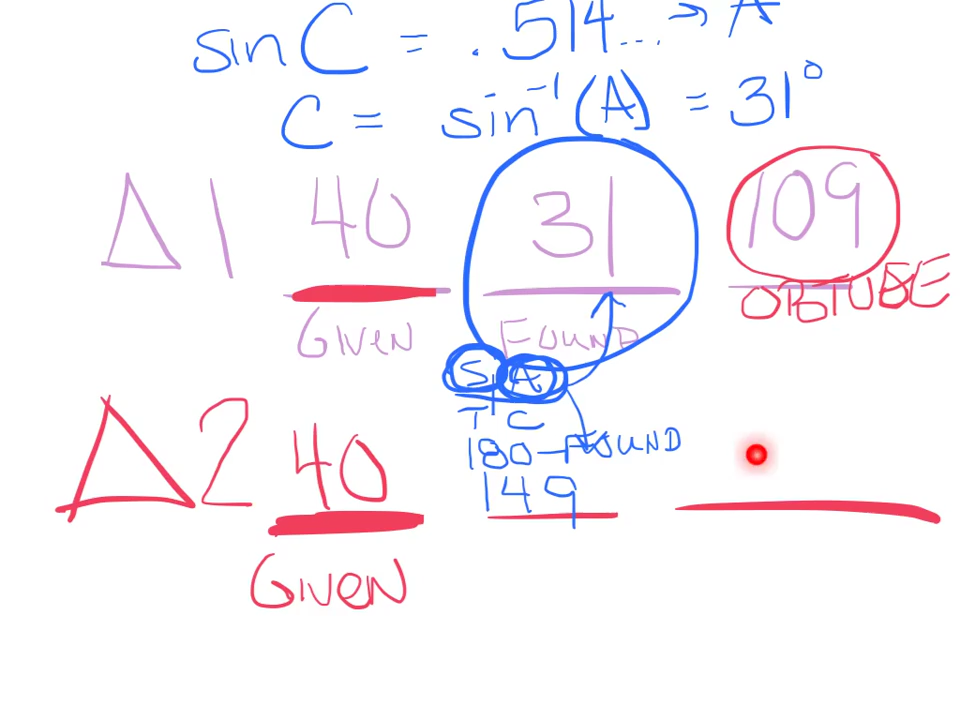 sin C = .514... → A
C = sin⁻¹(A) = 31°
Δ1 40 31 109
GIVEN FOUND OBTUSE
S A
T C
180-FOUND
Δ2 40 149
GIVEN